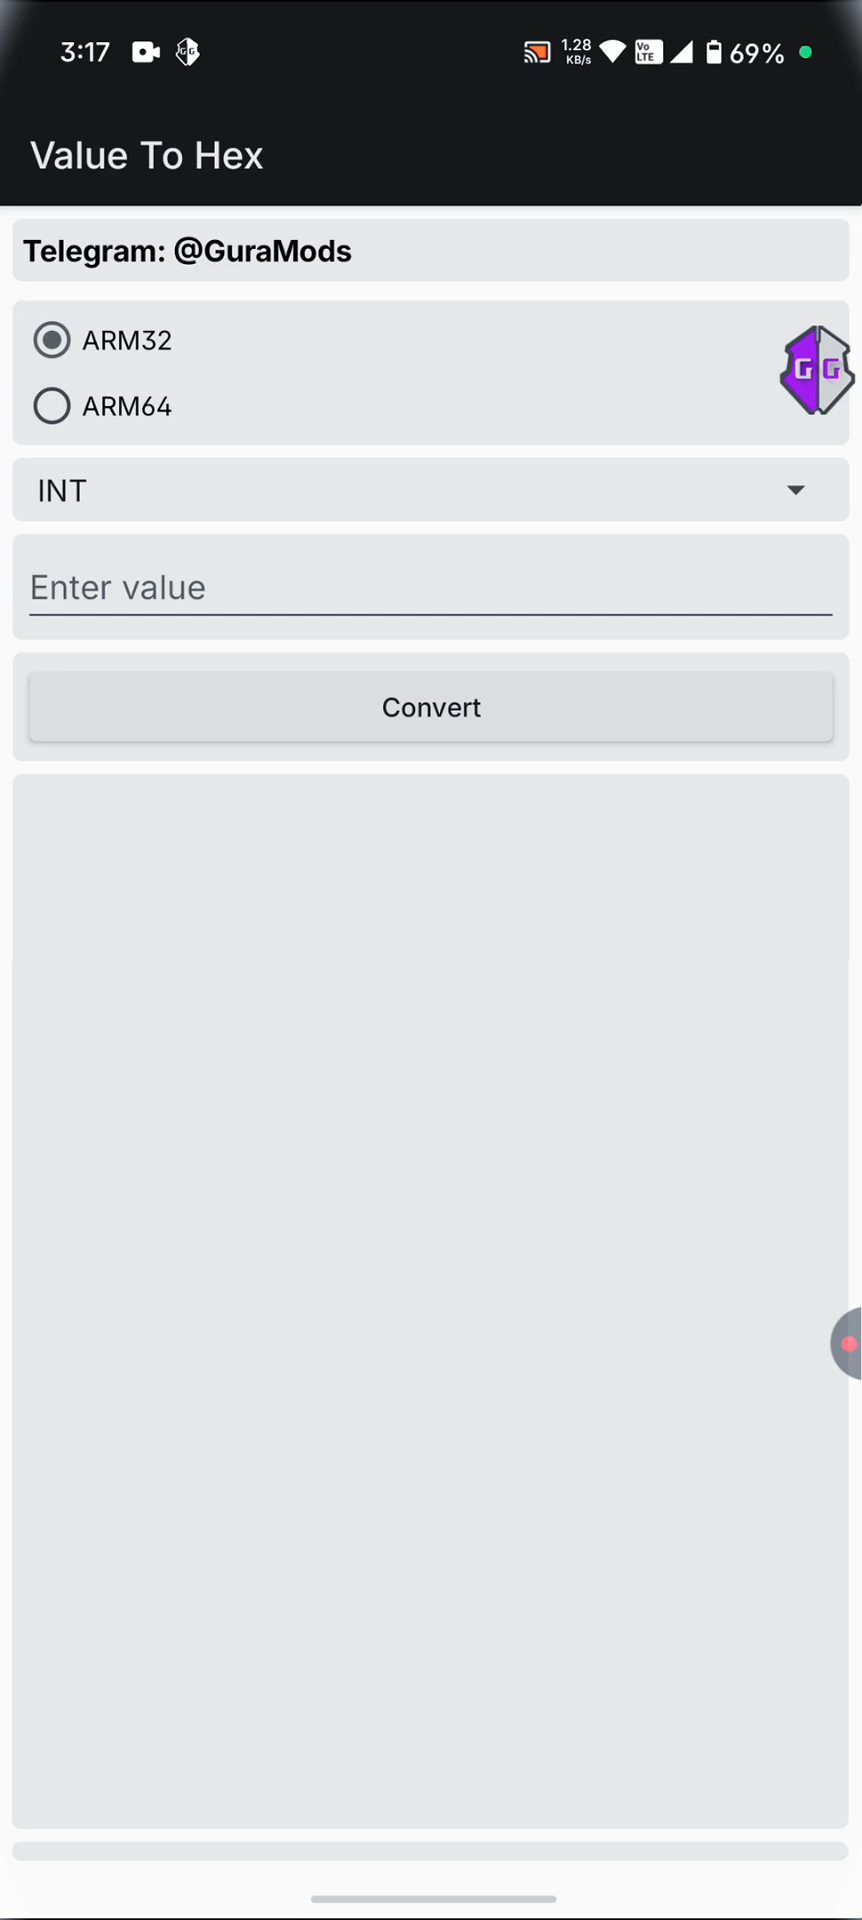 3:17 GG 1.28 KB/s Vo LTE 69%
Value To Hex
Telegram: @GuraMods
ARM32
GG
ARM64
INT
Enter value
Convert